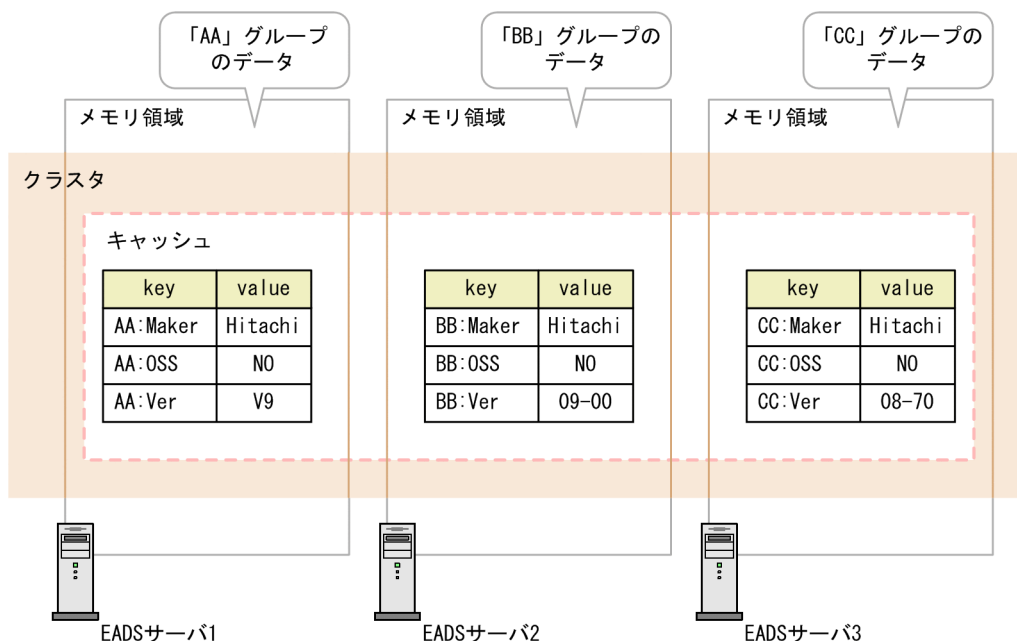 「AA」グループ
のデータ
「BB」グループの
データ
「CC」グループの
データ
メモリ領域
メモリ領域
メモリ領域
クラスタ
キャッシュ
key value
AA:Maker Hitachi
AA:OSS NO
AA:Ver V9
key value
BB:Maker Hitachi
BB:OSS NO
BB:Ver 09-00
key value
CC:Maker Hitachi
CC:OSS NO
CC:Ver 08-70
EADSサーバ1
EADSサーバ2
EADSサーバ3